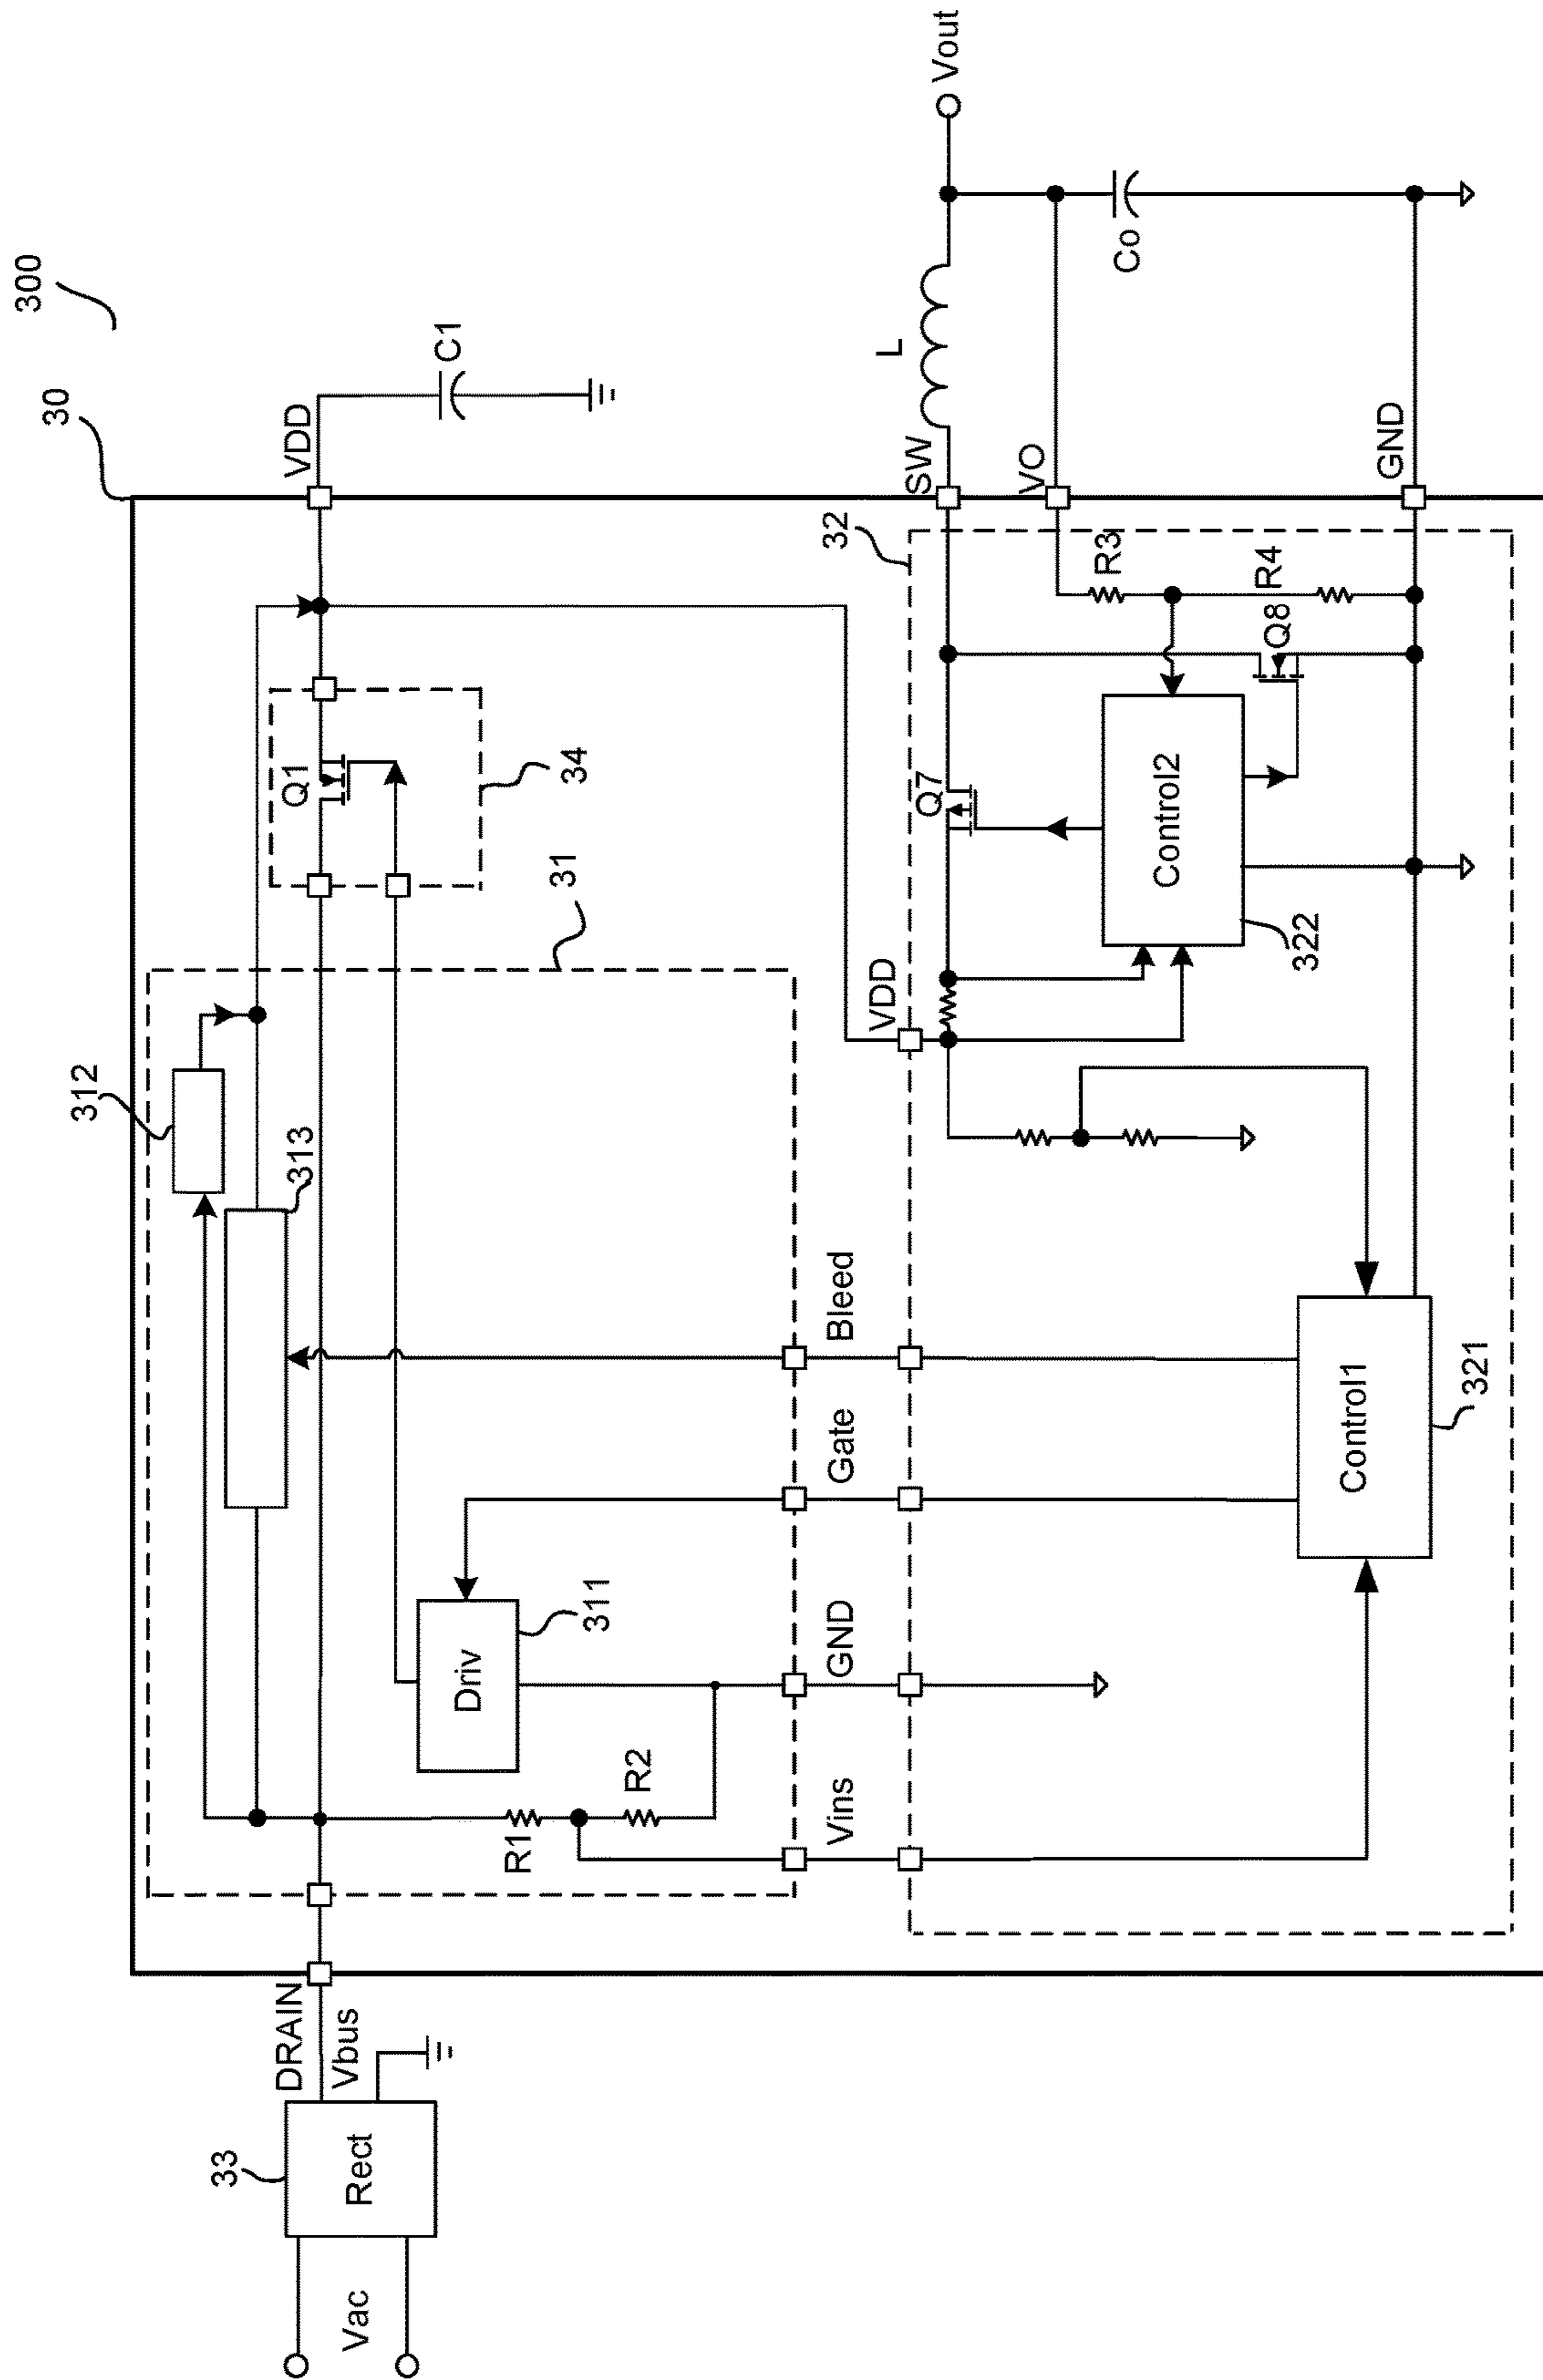 300
30
VDD
C1
312
313
Q1
34
31
DRAIN
Vbus
33
Rect
Vac
Driv
311
R1
R2
Vins
GND
Gate
Bleed
VDD
32
SW
L
Vout
VO
Co
GND
R3
R4
Q7
Q8
Control2
322
Control1
321